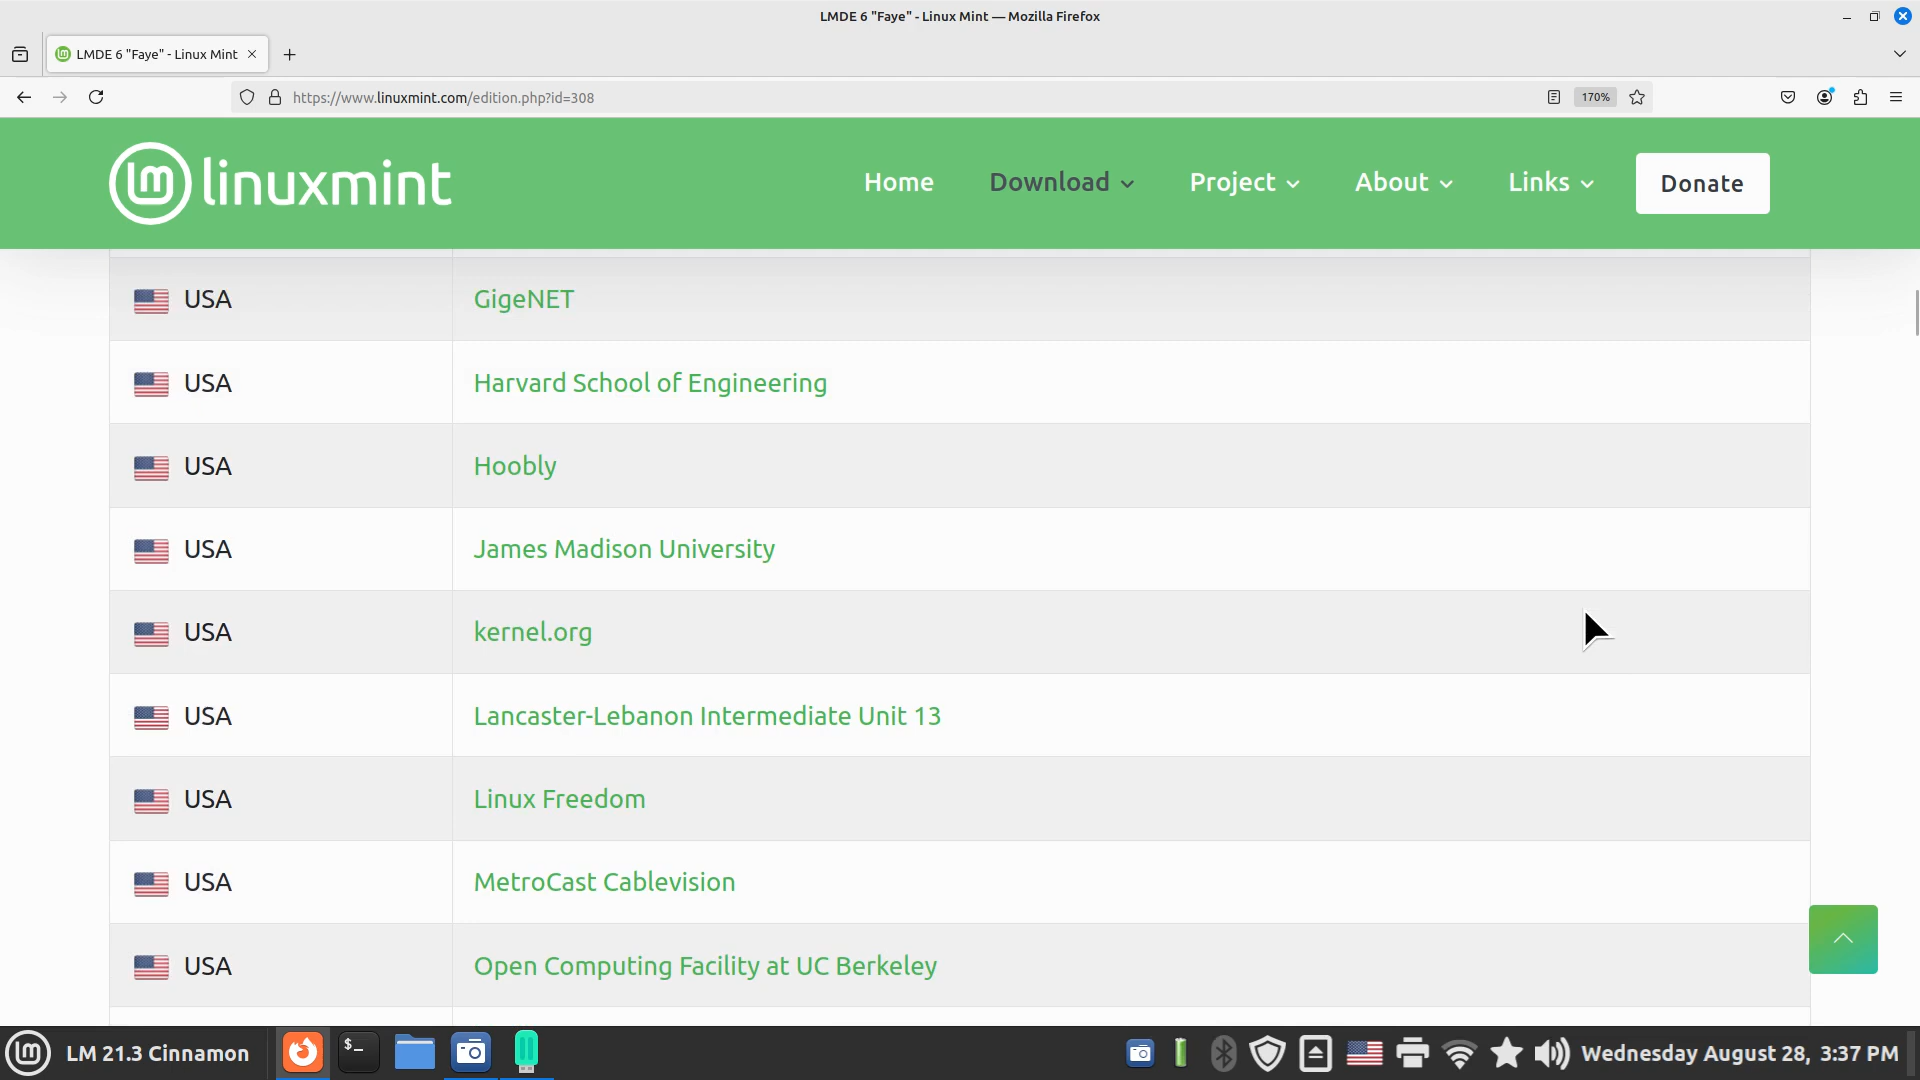 LMDE 6 "Faye" - Linux Mint — Mozilla Firefox
LMDE 6 "Faye" - Linux Mint
https://www.linuxmint.com/edition.php?id=308
170%
linuxmint
Home
Download
Project
About
Links
Donate
USA GigeNET
USA Harvard School of Engineering
USA Hoobly
USA James Madison University
USA kernel.org
USA Lancaster-Lebanon Intermediate Unit 13
USA Linux Freedom
USA MetroCast Cablevision
USA Open Computing Facility at UC Berkeley
LM 21.3 Cinnamon
Wednesday August 28, 3:37 PM